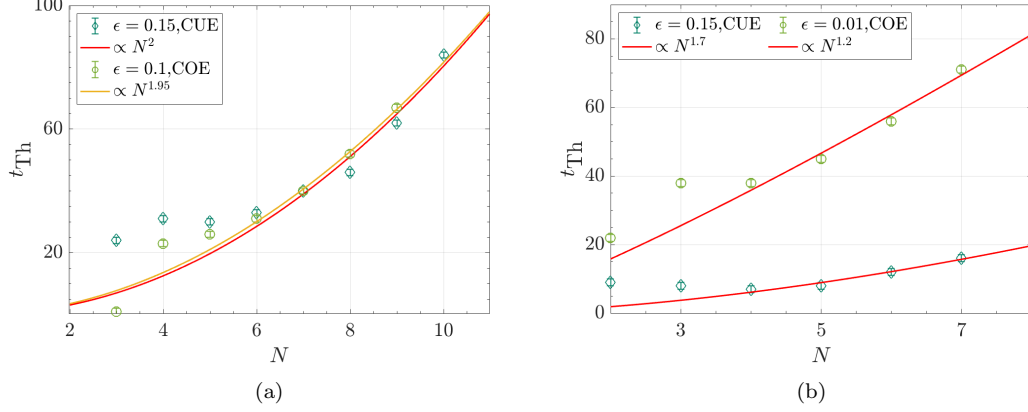 100
60
20
t_Th
2
4
6
8
10
N
ϵ = 0.15,CUE
∝ N^2
ϵ = 0.1,COE
∝ N^{1.95}
(a)
80
60
40
20
0
t_Th
3
5
7
N
ϵ = 0.15,CUE ϵ = 0.01,COE
∝ N^{1.7} ∝ N^{1.2}
(b)